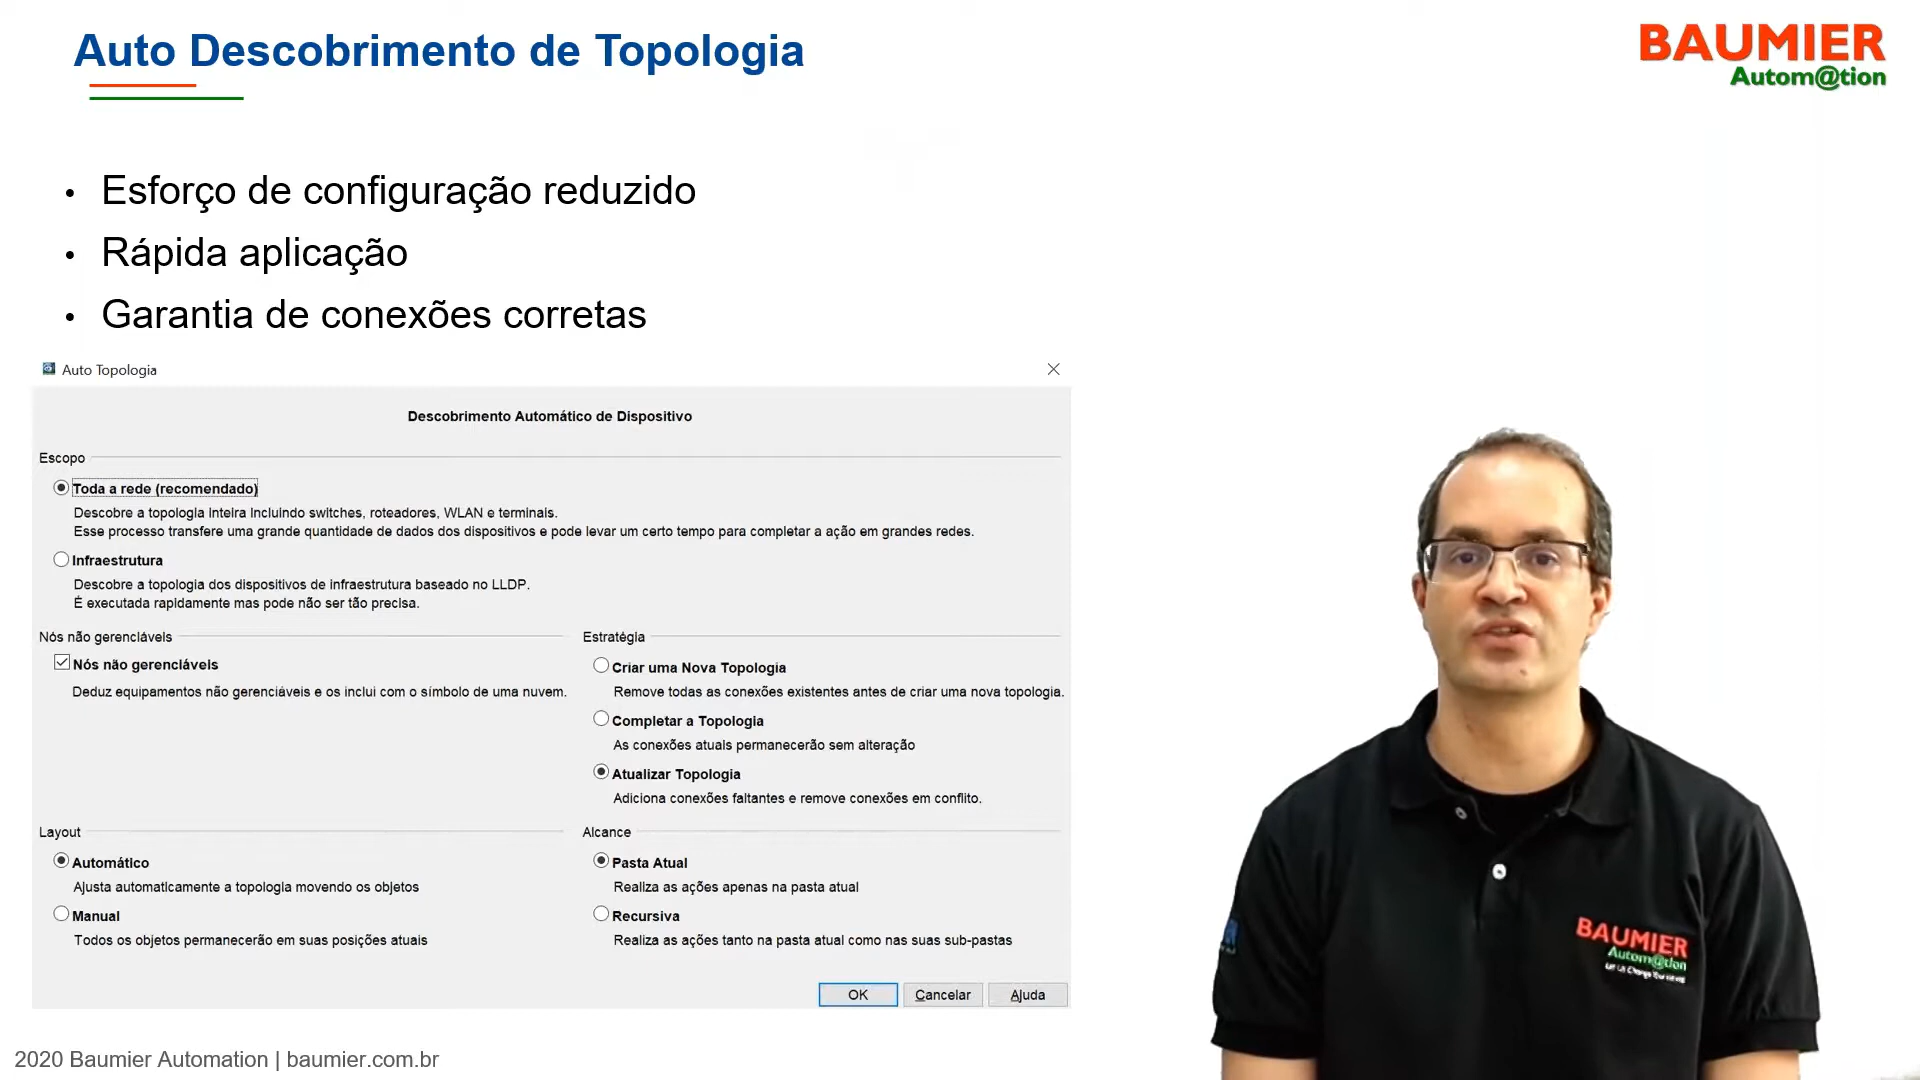 Auto Descobrimento de Topologia
BAUMIER
Autom@tion
• Esforço de configuração reduzido
• Rápida aplicação
• Garantia de conexões corretas
Auto Topologia
Descobrimento Automático de Dispositivo
Escopo
Toda a rede (recomendado)
Descobre a topologia inteira incluindo switches, roteadores, WLAN e terminais.
Esse processo transfere uma grande quantidade de dados dos dispositivos e pode levar um certo tempo para completar a ação em grandes redes.
Infraestrutura
Descobre a topologia dos dispositivos de infraestrutura baseado no LLDP.
É executada rapidamente mas pode não ser tão precisa.
Nós não gerenciáveis
Nós não gerenciáveis
Deduz equipamentos não gerenciáveis e os inclui com o símbolo de uma nuvem.
Estratégia
Criar uma Nova Topologia
Remove todas as conexões existentes antes de criar uma nova topologia.
Completar a Topologia
As conexões atuais permanecerão sem alteração
Atualizar Topologia
Adiciona conexões faltantes e remove conexões em conflito.
Layout
Automático
Ajusta automaticamente a topologia movendo os objetos
Manual
Todos os objetos permanecerão em suas posições atuais
Alcance
Pasta Atual
Realiza as ações apenas na pasta atual
Recursiva
Realiza as ações tanto na pasta atual como nas suas sub-pastas
OK
Cancelar
Ajuda
BAUMIER
Autom@tion
2020 Baumier Automation | baumier.com.br